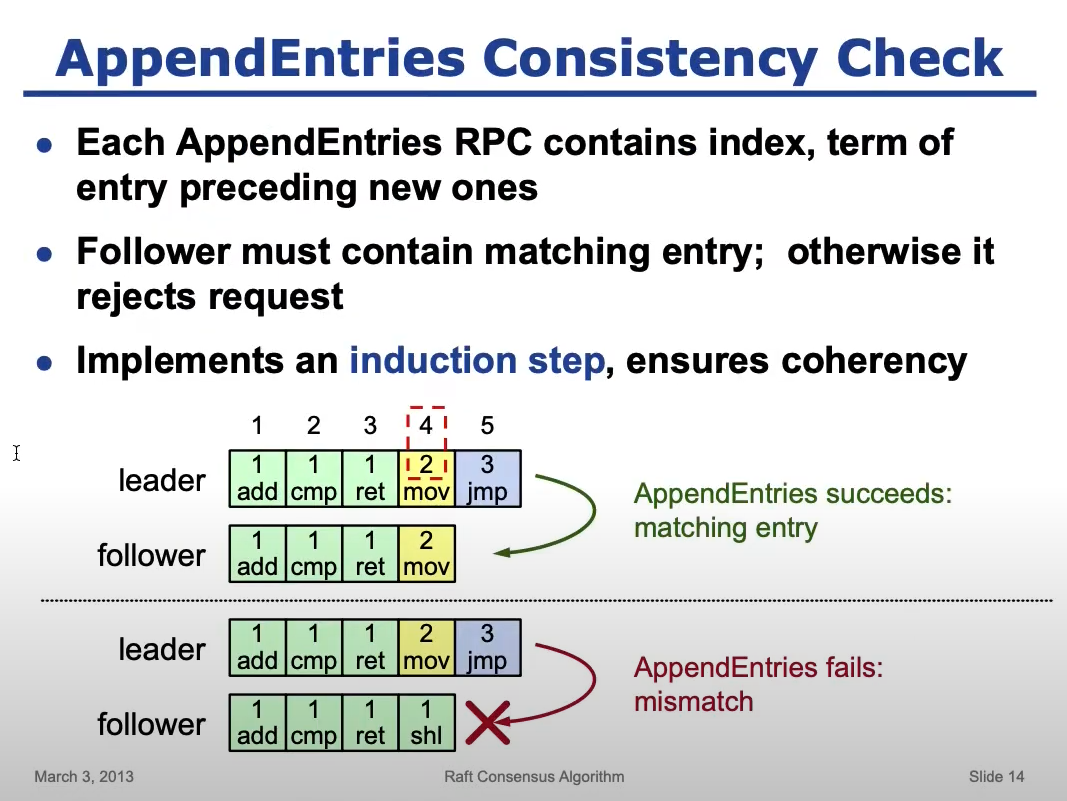 AppendEntries Consistency Check
● Each AppendEntries RPC contains index, term of
entry preceding new ones
● Follower must contain matching entry;  otherwise it
rejects request
● Implements an induction step, ensures coherency
1 2 3 4 5
leader
1 1 1 2 3
add cmp ret mov jmp
AppendEntries succeeds:
matching entry
follower
1 1 1 2
add cmp ret mov
leader
1 1 1 2 3
add cmp ret mov jmp
AppendEntries fails:
mismatch
follower
1 1 1 1
add cmp ret shl
March 3, 2013
Raft Consensus Algorithm
Slide 14